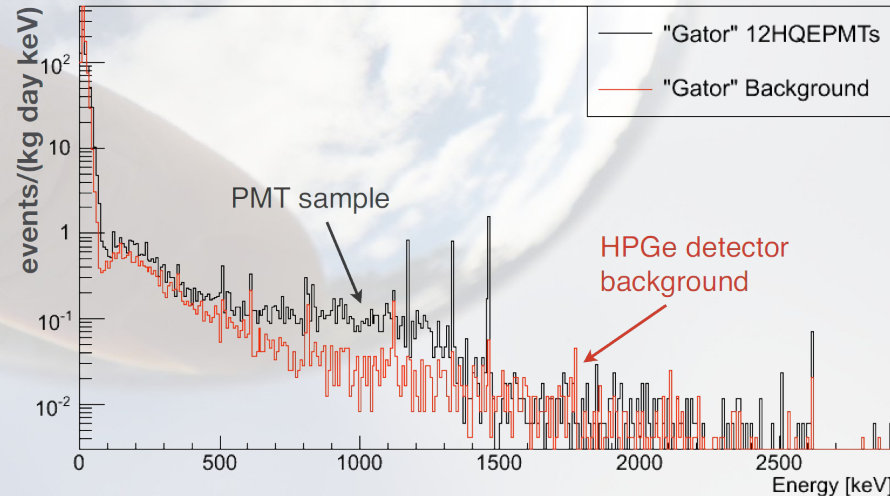 events/(kg day keV)
10²
10
1
10⁻¹
10⁻²
"Gator" 12HQEPMTs
"Gator" Background
PMT sample
HPGe detector
background
0 500 1000 1500 2000 2500
Energy [keV]